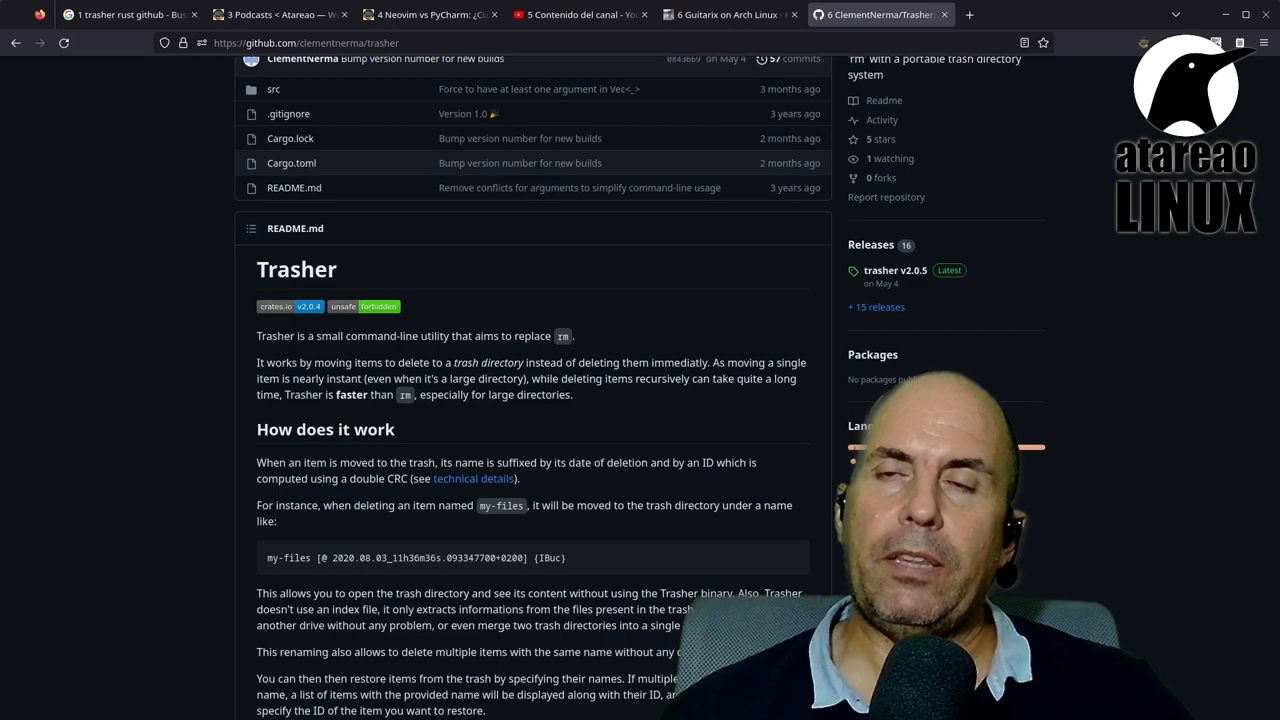 1 trasher rust github - Bus
3 Podcasts < Atareao — W
4 Neovim vs PyCharm: ¿C
5 Contenido del canal - Yo
6 Guitarix on Arch Linux · K
6 ClementNerma/Trasher:
https://github.com/clementnerma/trasher
ClementNerma Bump version number for new builds 0843669 on May 4 57 commits
src Force to have at least one argument in Vec<_> 3 months ago
.gitignore Version 1.0 🎉 3 years ago
Cargo.lock Bump version number for new builds 2 months ago
Cargo.toml Bump version number for new builds 2 months ago
README.md Remove conflicts for arguments to simplify command-line usage 3 years ago
README.md
Trasher
crates.io v2.0.4 unsafe forbidden
Trasher is a small command-line utility that aims to replace rm.
It works by moving items to delete to a trash directory instead of deleting them immediatly. As moving a single
item is nearly instant (even when it's a large directory), while deleting items recursively can take quite a long
time, Trasher is faster than rm, especially for large directories.
How does it work
When an item is moved to the trash, its name is suffixed by its date of deletion and by an ID which is
computed using a double CRC (see technical details).
For instance, when deleting an item named my-files, it will be moved to the trash directory under a name
like:
my-files [@ 2020.08.03_11h36m36s.093347700+0200] {IBuc}
This allows you to open the trash directory and see its content without using the Trasher binary. Also, Trasher
doesn't use an index file, it only extracts informations from the files present in the trash
another drive without any problem, or even merge two trash directories into a single
This renaming also allows to delete multiple items with the same name without any
You can then then restore items from the trash by specifying their names. If multiple
name, a list of items with the provided name will be displayed along with their ID,
specify the ID of the item you want to restore.
'rm' with a portable trash directory
system
Readme
Activity
5 stars
1 watching
0 forks
Report repository
Releases 16
trasher v2.0.5 Latest
on May 4
+ 15 releases
Packages
No packages
atareao
LINUX